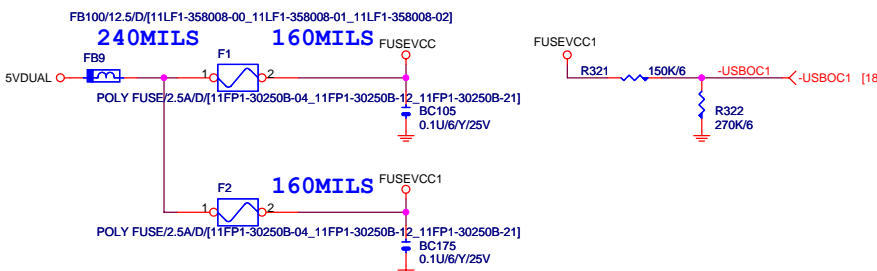 FB100/12.5/D/[11LF1-358008-00_11LF1-358008-01_11LF1-358008-02]
240MILS
160MILS
FUSEVCC
FB9
F1
5VDUAL
1
2
POLY FUSE/2.5A/D/[11FP1-30250B-04_11FP1-30250B-12_11FP1-30250B-21]
BC105
0.1U/6/Y/25V
FUSEVCC1
R321
150K/6
-USBOC1
-USBOC1 [18
R322
270K/6
F2
160MILS
FUSEVCC1
1
2
POLY FUSE/2.5A/D/[11FP1-30250B-04_11FP1-30250B-12_11FP1-30250B-21]
BC175
0.1U/6/Y/25V